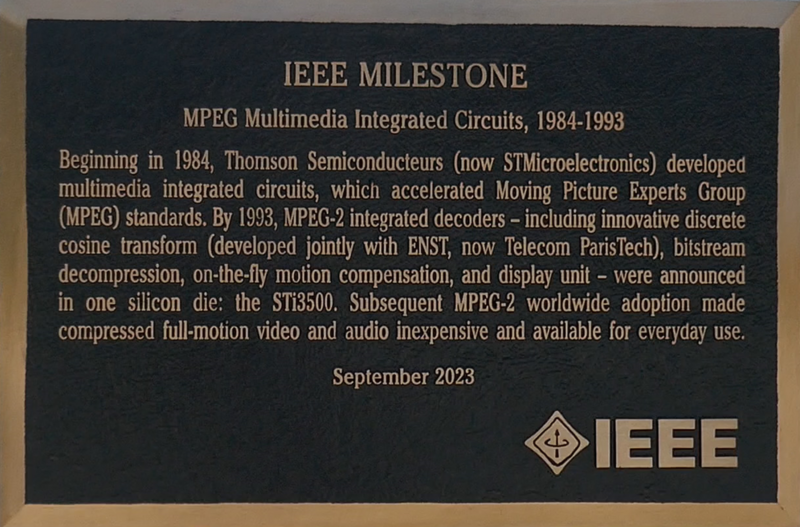 IEEE MILESTONE
MPEG Multimedia Integrated Circuits, 1984-1993
Beginning in 1984, Thomson Semiconducteurs (now STMicroelectronics) developed
multimedia integrated circuits, which accelerated Moving Picture Experts Group
(MPEG) standards. By 1993, MPEG-2 integrated decoders – including innovative discrete
cosine transform (developed jointly with ENST, now Telecom ParisTech), bitstream
decompression, on-the-fly motion compensation, and display unit – were announced
in one silicon die: the STi3500. Subsequent MPEG-2 worldwide adoption made
compressed full-motion video and audio inexpensive and available for everyday use.
September 2023
IEEE